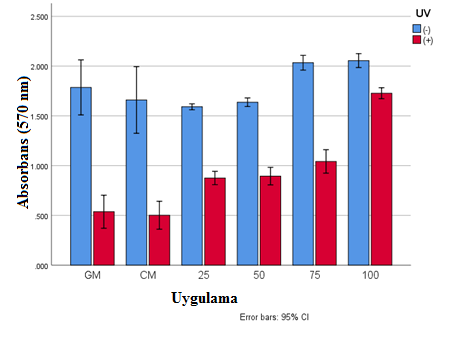 UV
(-)
(+)
Absorbans (570 nm)
2.500
2.000
1.500
1.000
.500
.000
GM CM 25 50 75 100
Uygulama
Error bars: 95% CI